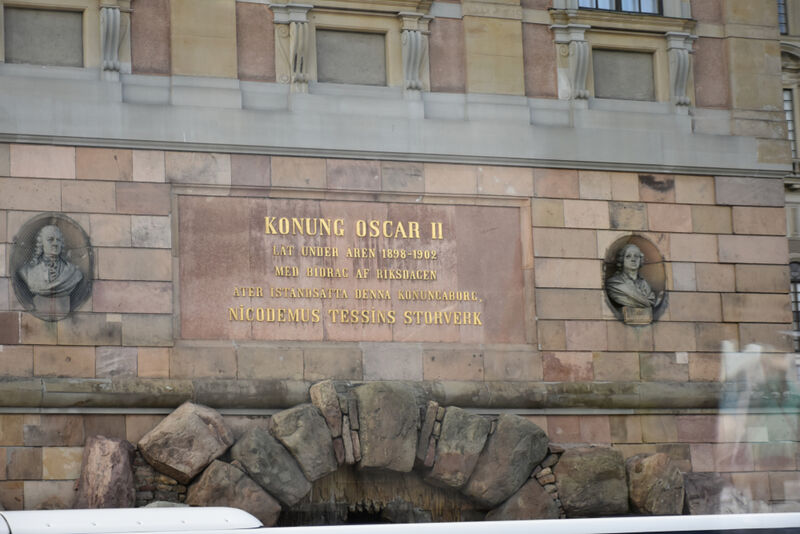 KONUNG OSCAR II
LÄT UNDER ÅREN 1898-1902
MED BIDRAG AF RIKSDAGEN
ÅTER ISTÅNDSÄTTA DENNA KONUNGABORG,
NICODEMUS TESSINS STORVERK